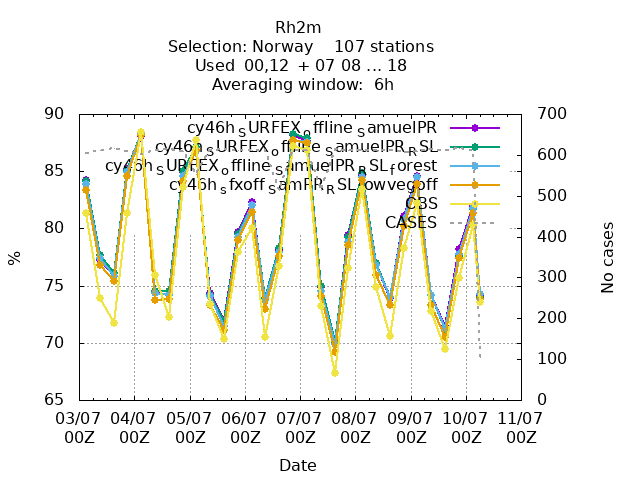 Rh2m
Selection: Norway    107 stations
Used  00,12  + 07 08 ... 18
Averaging window:  6h
90
85
80
75
70
65
%
700
600
500
400
300
200
100
0
No cases
cy46h_SURFEX_offline_SamuelPR
cy46h_SURFEX_offline_SamuelPR_RSL
cy46h_SURFEX_offline_SamuelPR_RSL_forest
cy46h_sfxoff_SamPR_RSLlowvegoff
C3S
CASES
03/07 04/07 05/07 06/07 07/07 08/07 09/07 10/07 11/07
00Z 00Z 00Z 00Z 00Z 00Z 00Z 00Z 00Z
Date